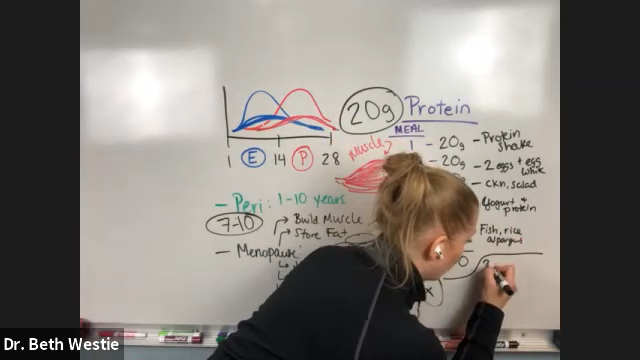 20g Protein
MEAL
1 - 20g - Protein shake
- 20g - 2 eggs + egg white
- ckn, salad
Yogurt + protein
Fish, rice
aspargus
Muscle
1 E 14 P 28
- Peri: 1-10 years
7-10
→ Build Muscle
→ Store Fat
- Menopause
Dr. Beth Westie